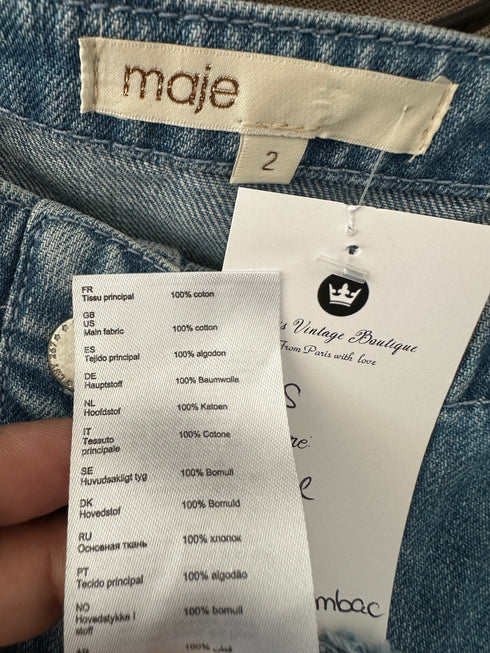 maje
2
Vintage Boutique
From Paris with love
FR
Tissu principal 100% coton
GB
US
Main fabric 100% cotton
ES
Tejido principal 100% algodon
DE
Hauptstoff 100% Baumwolle
NL
Hoofdstof 100% Katoen
IT
Tessuto
principale 100% Cotone
SE
Huvudsakligt tyg 100% Bomull
DK
Hovedstof 100% Bomuld
RU
Основная ткань 100% хлопок
PT
Tecido principal 100% algodão
NO
Hovedstykke i
stoff 100% bomull
AR
100%